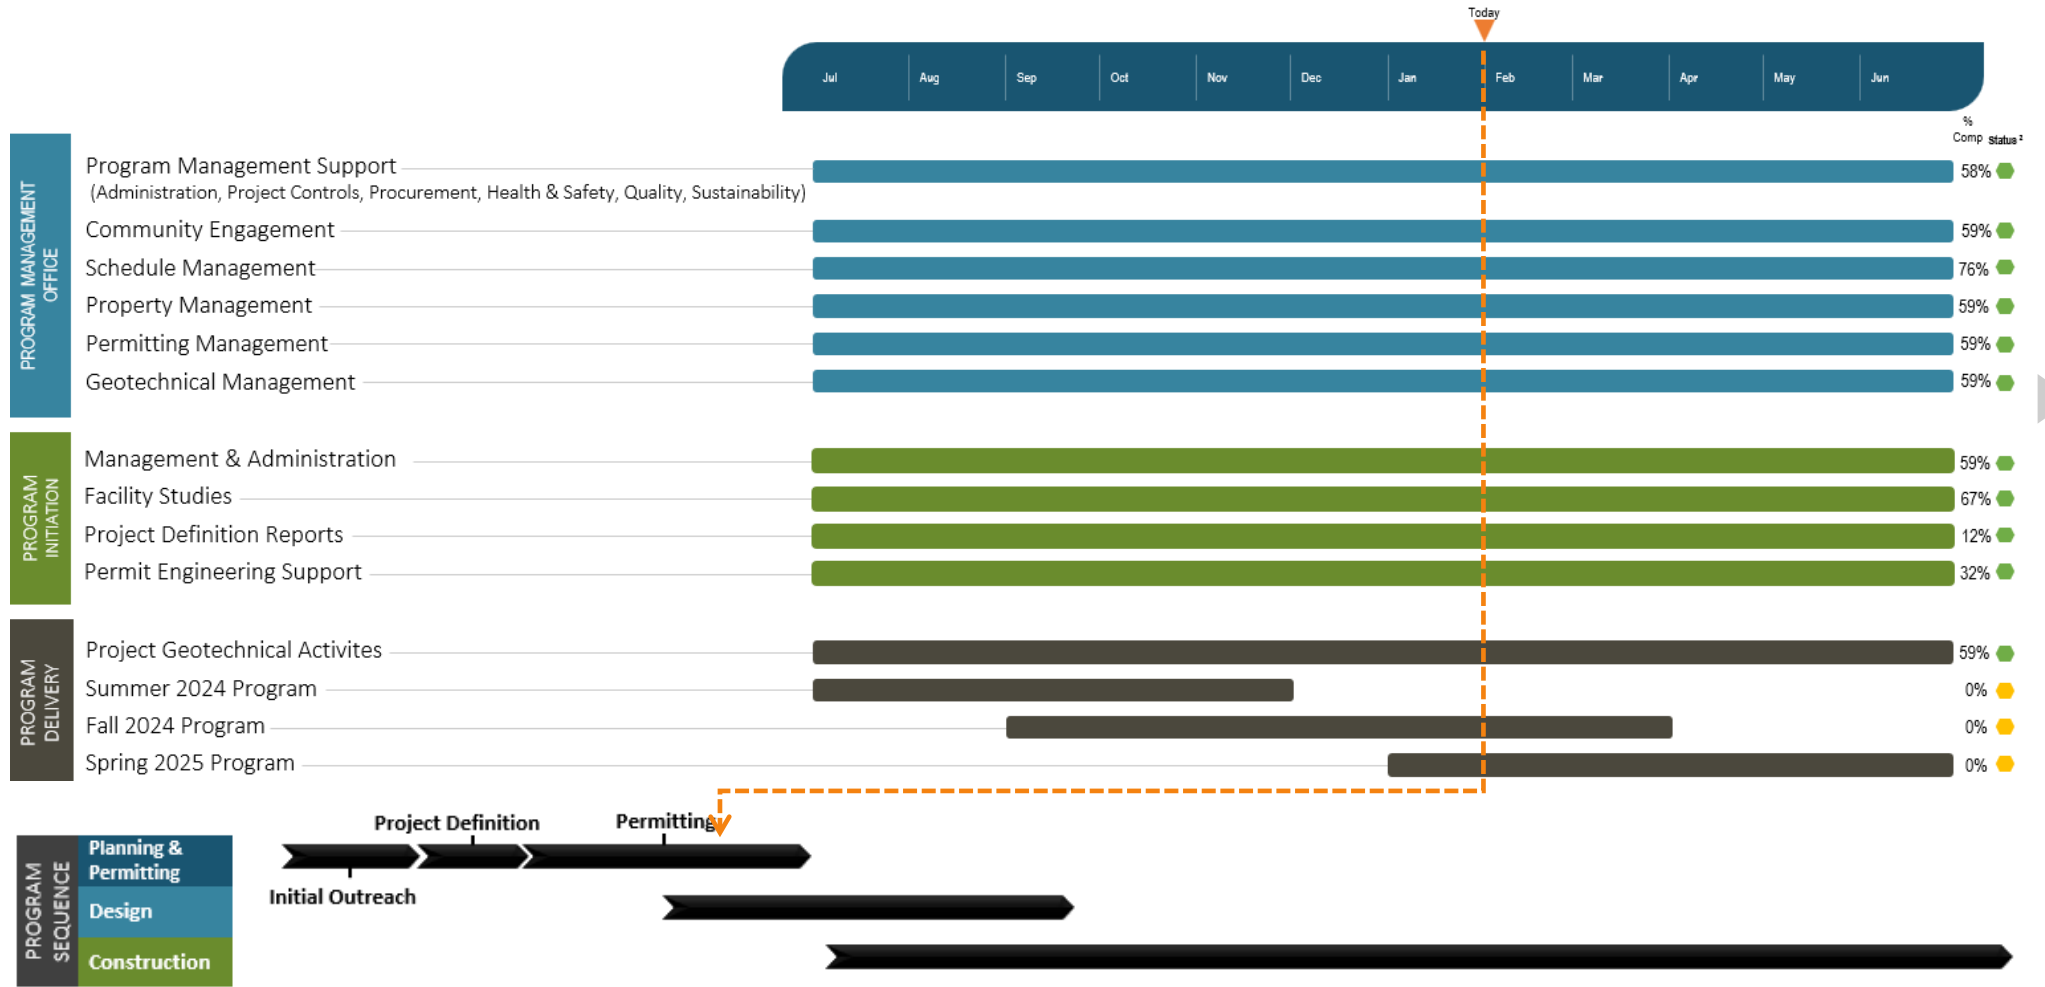 Today
Jul Aug Sep Oct Nov Dec Jan Feb Mar Apr May Jun
%
Comp Status ²
PROGRAM MANAGEMENT
OFFICE
Program Management Support 58%
(Administration, Project Controls, Procurement, Health & Safety, Quality, Sustainability)
Community Engagement 59%
Schedule Management 76%
Property Management 59%
Permitting Management 59%
Geotechnical Management 59%
PROGRAM
INITIATION
Management & Administration 59%
Facility Studies 67%
Project Definition Reports 12%
Permit Engineering Support 32%
PROGRAM
DELIVERY
Project Geotechnical Activites 59%
Summer 2024 Program 0%
Fall 2024 Program 0%
Spring 2025 Program 0%
PROGRAM
SEQUENCE
Project Definition Permitting
Planning &
Permitting
Initial Outreach
Design
Construction